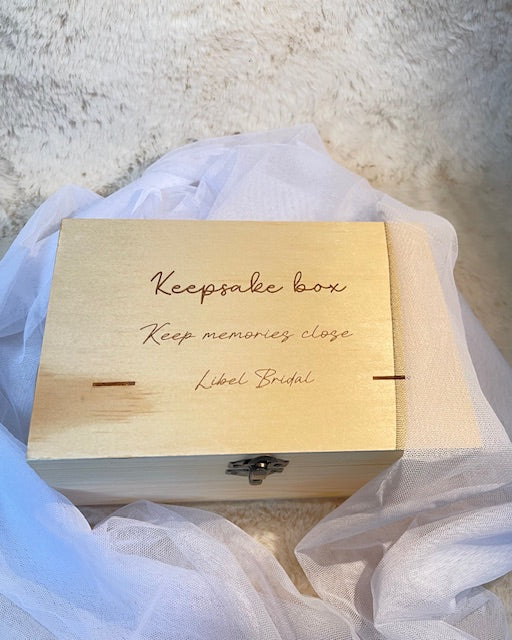 Keepsake box
Keep memories close
Libel Bridal